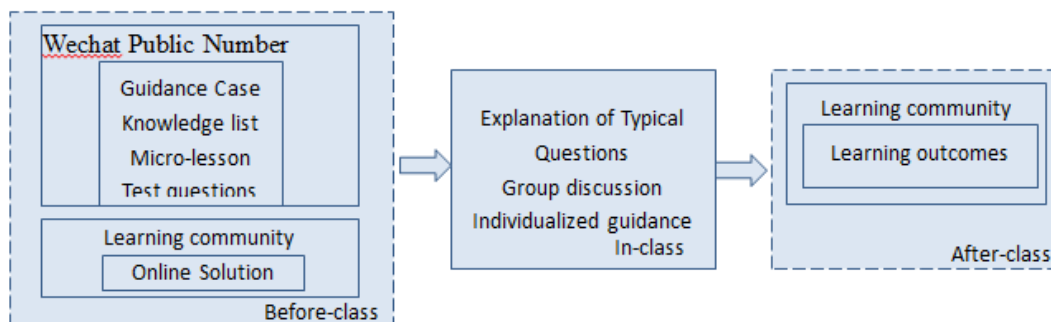 Wechat Public Number
Guidance Case
Knowledge list
Micro-lesson
Test questions
Learning community
Online Solution
Before-class
Explanation of Typical
Questions
Group discussion
Individualized guidance
In-class
Learning community
Learning outcomes
After-class